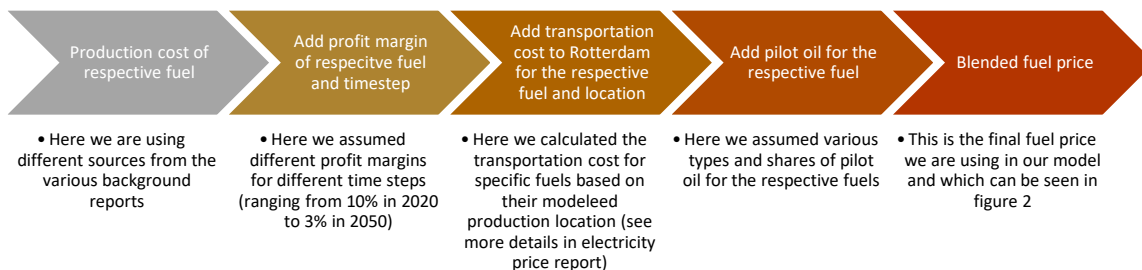 Production cost of
respective fuel
Add profit margin
of respecitve fuel
and timestep
Add transportation
cost to Rotterdam
for the respective
fuel and location
Add pilot oil for the
respective fuel
Blended fuel price
• Here we are using
different sources from the
various background
reports
• Here we assumed
different profit margins
for different time steps
(ranging from 10% in 2020
to 3% in 2050)
• Here we calculated the
transportation cost for
specific fuels based on
their modeleed
production location (see
more details in electricity
price report)
• Here we assumed various
types and shares of pilot
oil for the respective fuels
• This is the final fuel price
we are using in our model
and which can be seen in
figure 2